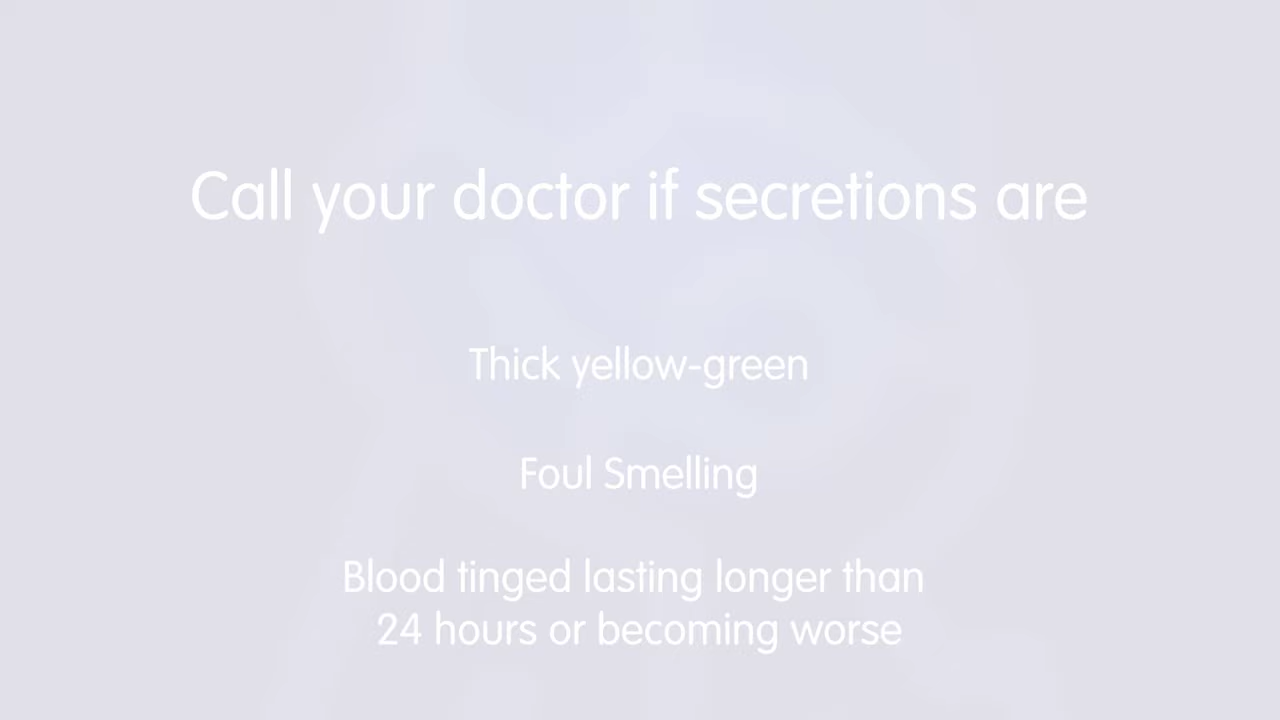 Call your doctor if secretions are
Thick yellow-green
Foul Smelling
Blood tinged lasting longer than
24 hours or becoming worse